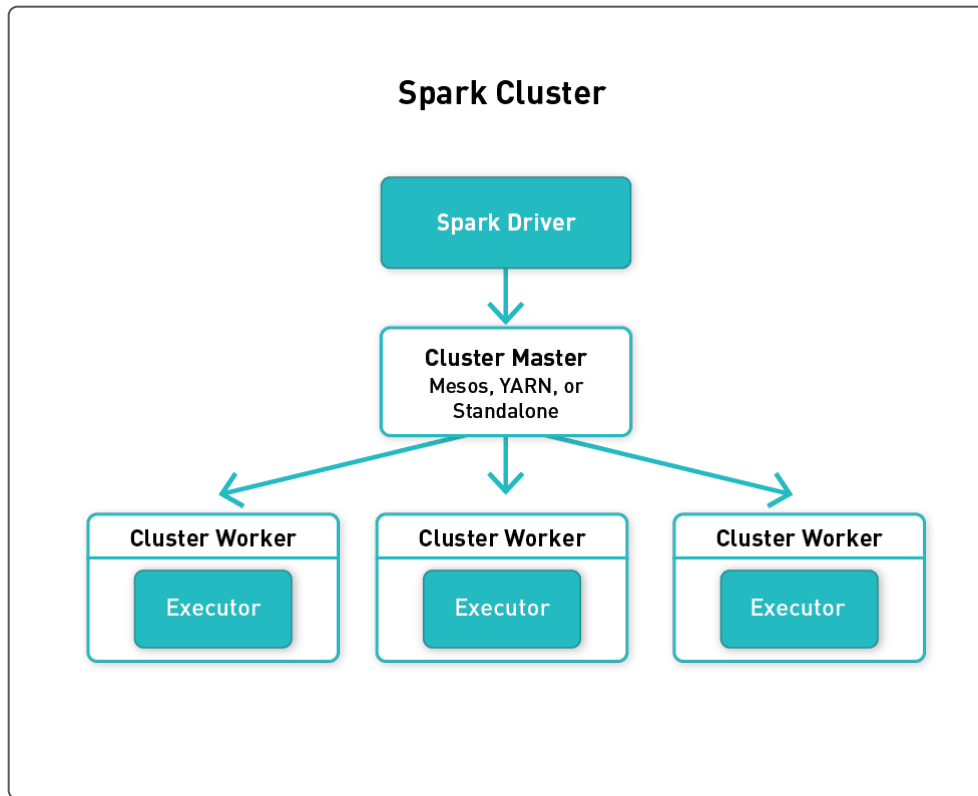 Spark Cluster
Spark Driver
Cluster Master
Mesos, YARN, or
Standalone
Cluster Worker
Executor
Cluster Worker
Executor
Cluster Worker
Executor